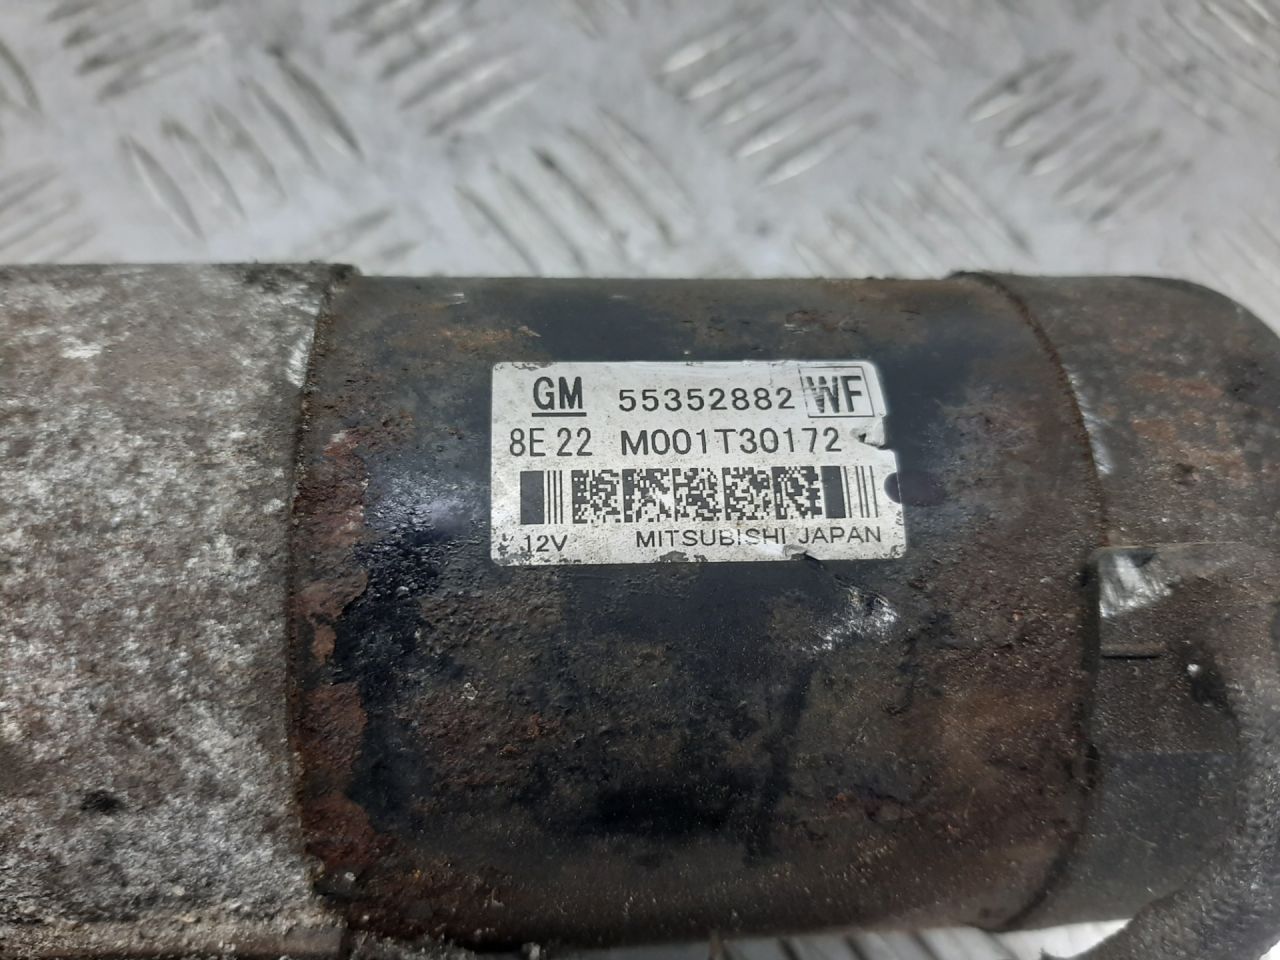 GM 55352882 WF
8E 22 M001T30172
12V MITSUBISHI JAPAN